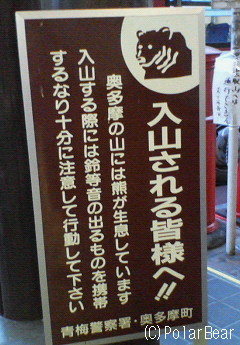 入山される皆様へ!!
奥多摩の山には熊が生息しています
入山する際には鈴等音の出るものを携帯
するなり十分に注意して行動して下さい
青梅警察署・奥多摩町
(C)PolarBear